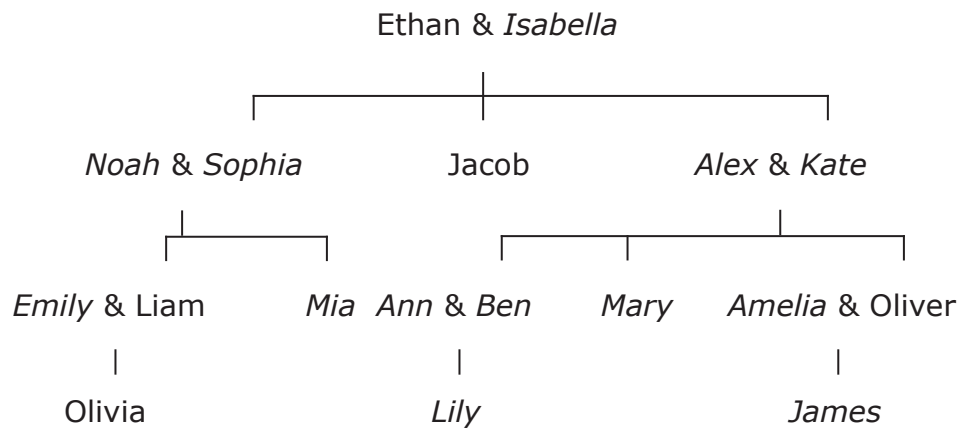 Ethan & Isabella
Noah & Sophia Jacob Alex & Kate
Emily & Liam Mia Ann & Ben Mary Amelia & Oliver
Olivia Lily James